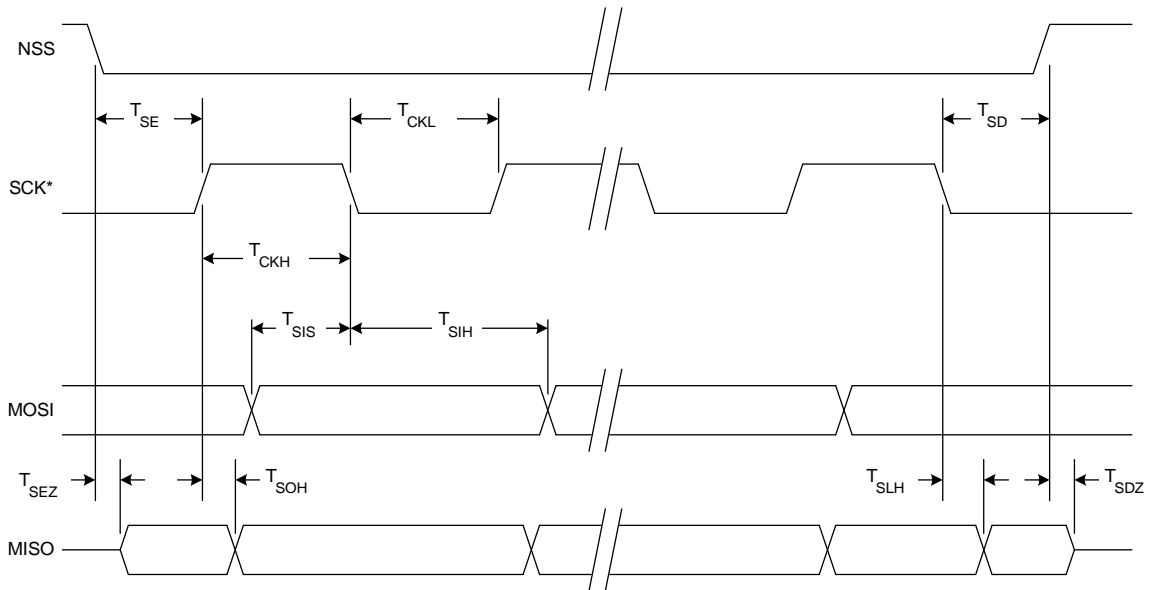 NSS
T_SE
T_CKL
T_SD
SCK*
T_CKH
T_SIS
T_SIH
MOSI
T_SEZ
T_SOH
T_SLH
T_SDZ
MISO